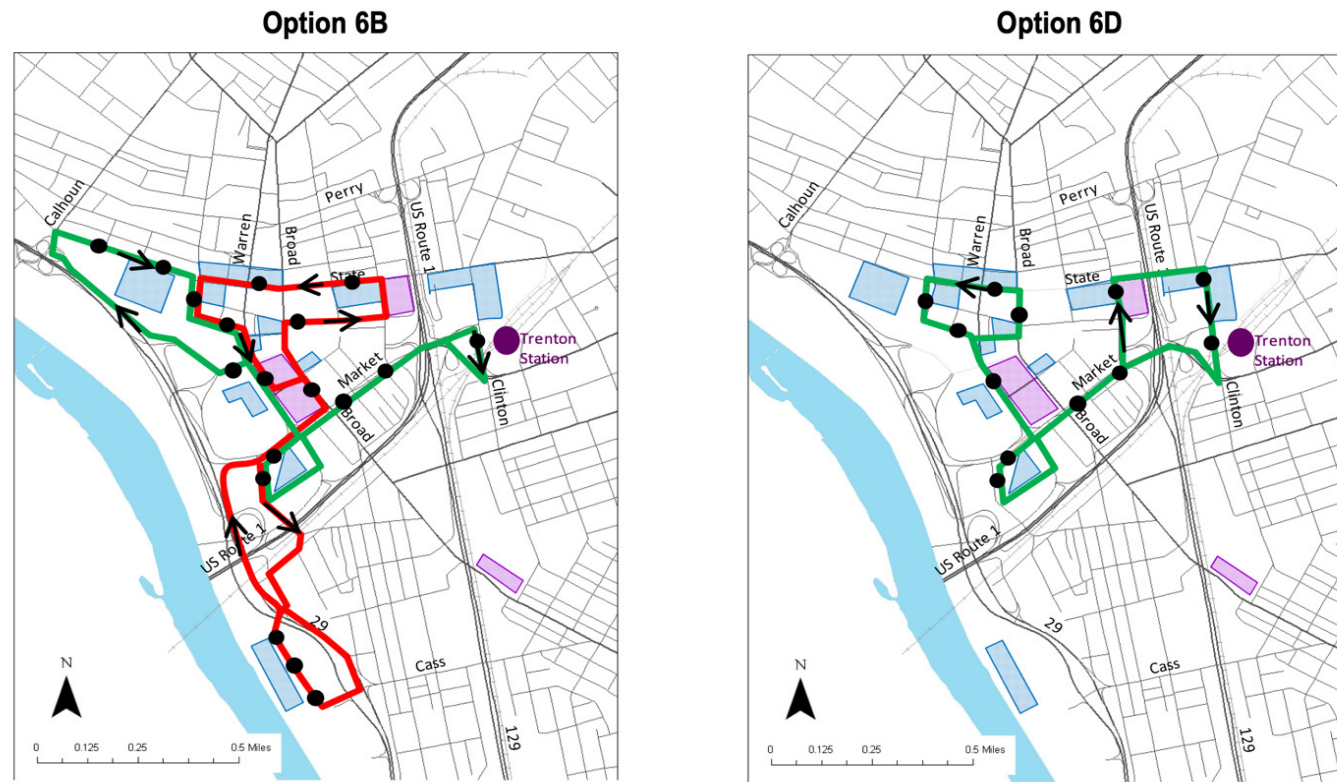 Option 6B
Calhoun
Perry
Warren
Broad
US Route 1
State
Trenton
Station
Market
Clinton
Broad
US Route 1
29
Cass
129
N
0 0.125 0.25 0.5 Miles
Option 6D
Calhoun
Perry
Warren
Broad
US Route
State
Trenton
Station
Market
Clinton
Broad
US Route 1
29
Cass
129
N
0 0.125 0.25 0.5 Miles